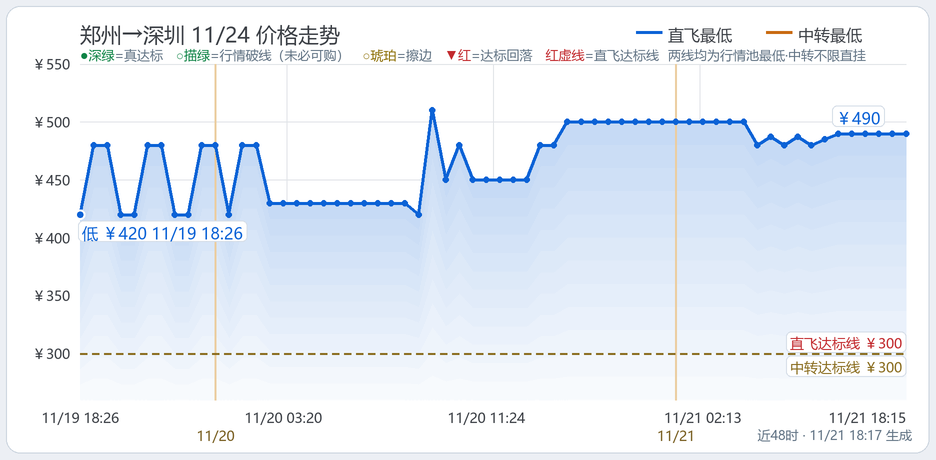 郑州→深圳 11/24 价格走势
直飞最低 中转最低
●深绿=真达标 ○描绿=行情破线（未必可购） ○琥珀=擦边 ▼红=达标回落 红虚线=直飞达标线 两线均为行情池最低·中转不限直挂
¥550
¥500
¥450
¥400
¥350
¥300
¥490
低 ¥420 11/19 18:26
直飞达标线 ¥300
中转达标线 ¥300
11/19 18:26 11/20 03:20 11/20 11:24 11/21 02:13 11/21 18:15
11/20 11/21
近48时 · 11/21 18:17 生成